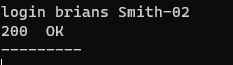 login brians Smith-02
200  OK
---------